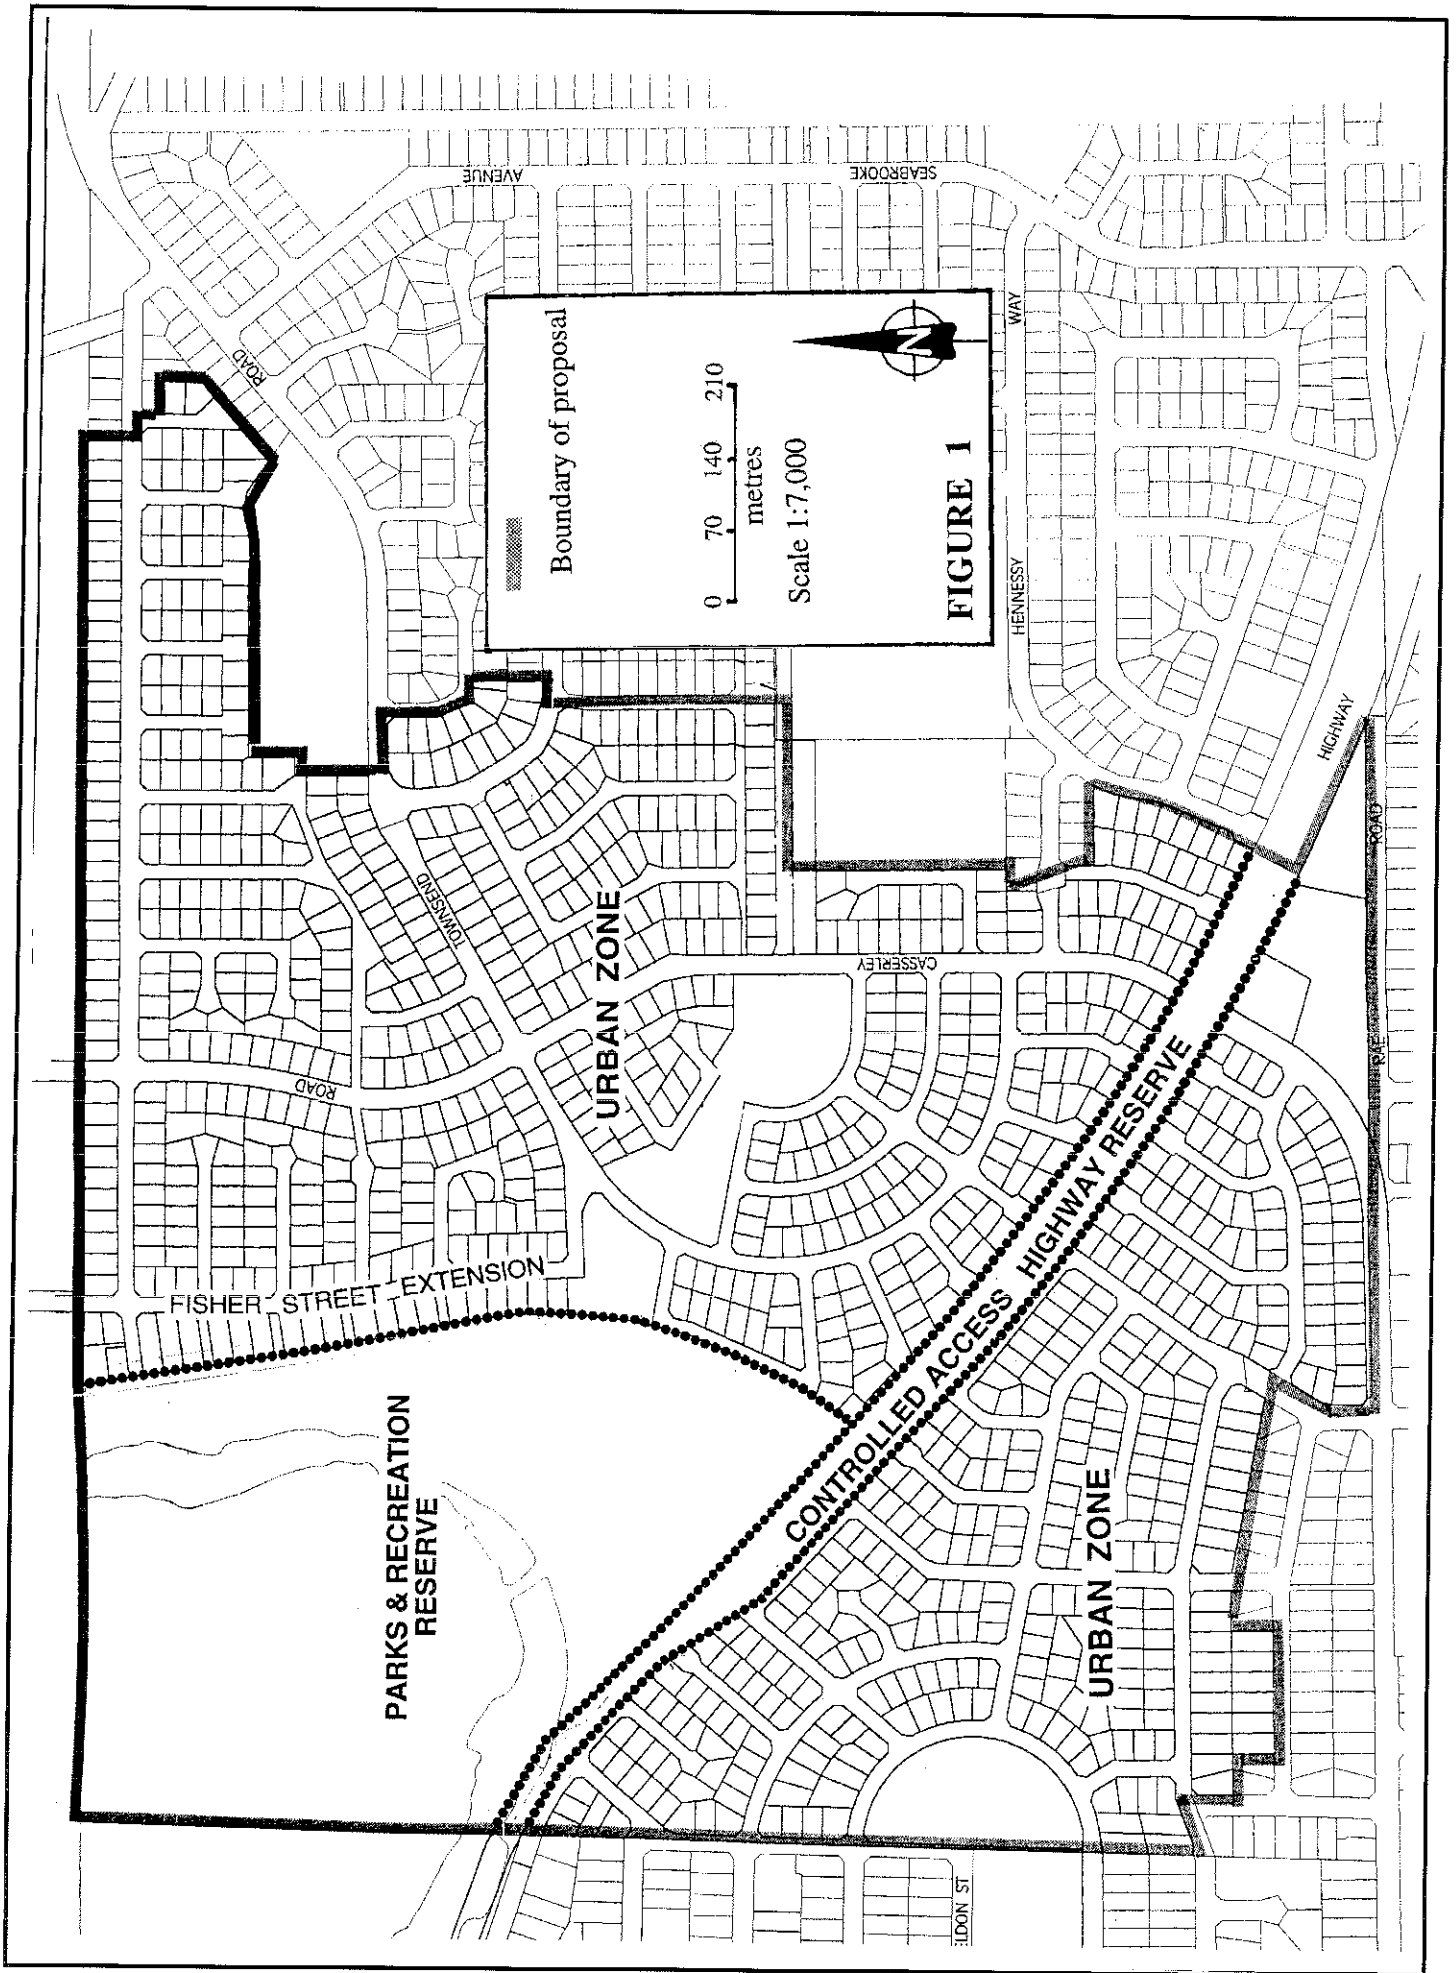 AVENUE
SEABROOKE
ROAD
WAY
Boundary of proposal
0 70 140 210
metres
Scale 1:7,000
N
FIGURE 1
HENNESSY
HIGHWAY
TOWNSEND
URBAN ZONE
CASSERLEY
ROAD
RAE
ROAD
FISHER STREET EXTENSION
CONTROLLED ACCESS HIGHWAY RESERVE
PARKS & RECREATION
RESERVE
URBAN ZONE
ELDON ST